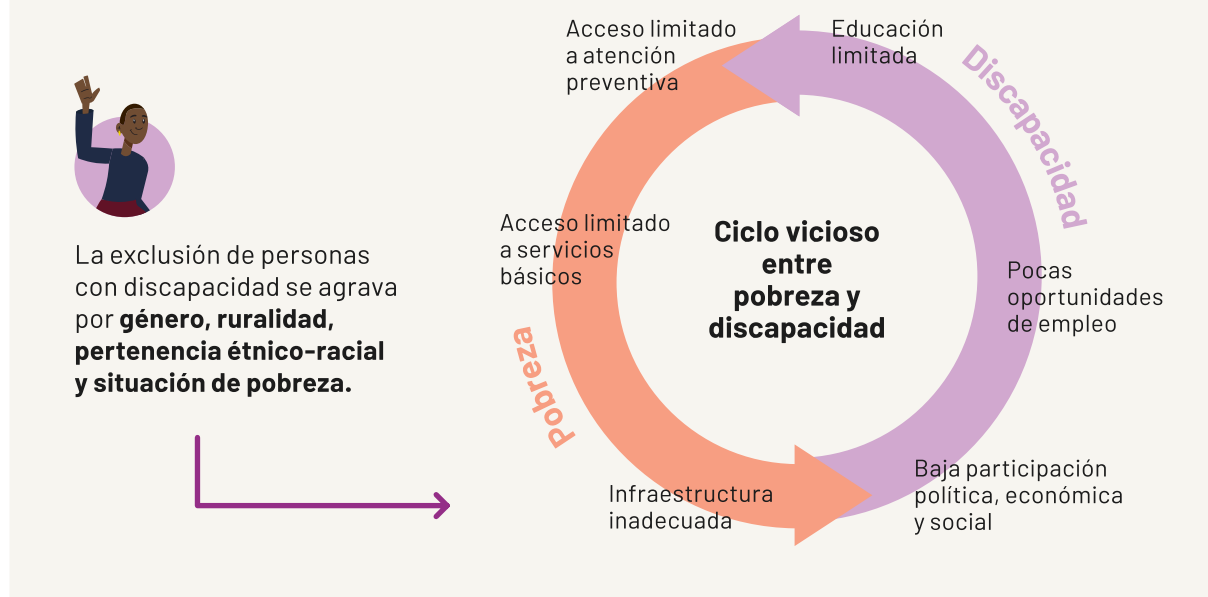 La exclusión de personas
con discapacidad se agrava
por género, ruralidad,
pertenencia étnico-racial
y situación de pobreza.
Ciclo vicioso
entre
pobreza y
discapacidad
Discapacidad
Educación
limitada
Pocas
oportunidades
de empleo
Baja participación
política, económica
y social
Pobreza
Acceso limitado
a atención
preventiva
Acceso limitado
a servicios
básicos
Infraestructura
inadecuada